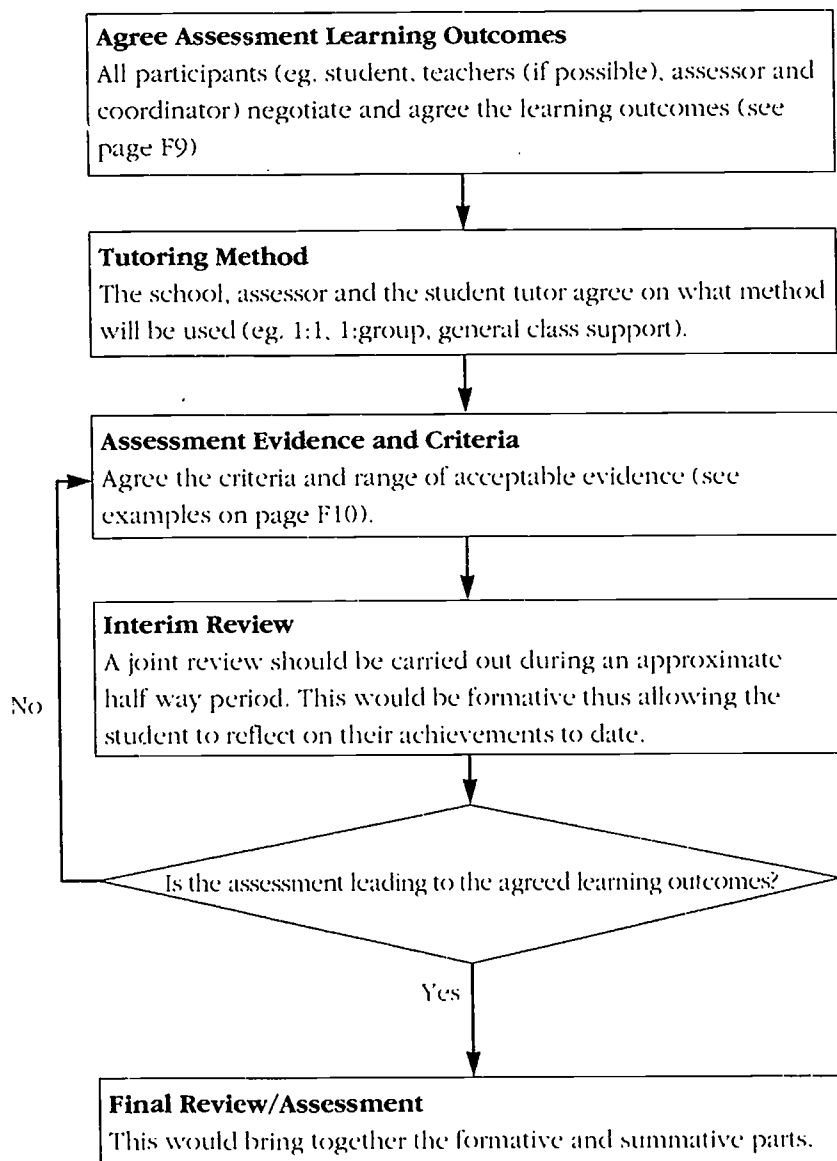 Agree Assessment Learning Outcomes
All participants (eg. student, teachers (if possible), assessor and
coordinator) negotiate and agree the learning outcomes (see
page F9)
Tutoring Method
The school, assessor and the student tutor agree on what method
will be used (eg. 1:1, 1:group, general class support).
Assessment Evidence and Criteria
Agree the criteria and range of acceptable evidence (see
examples on page F10).
Interim Review
A joint review should be carried out during an approximate
half way period. This would be formative thus allowing the
student to reflect on their achievements to date.
No
Is the assessment leading to the agreed learning outcomes?
Yes
Final Review/Assessment
This would bring together the formative and summative parts.